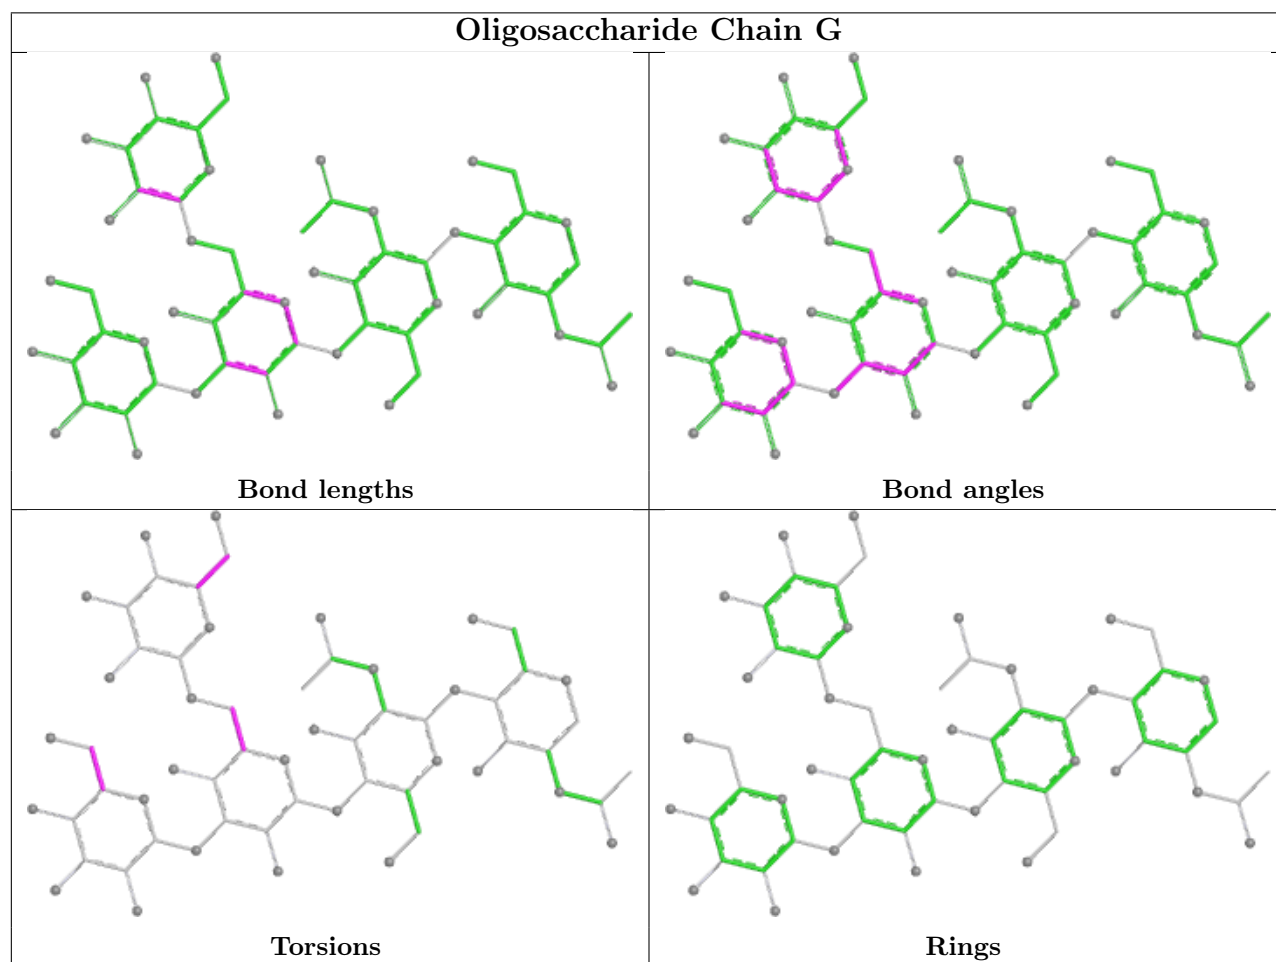 Oligosaccharide Chain G
Bond lengths
Bond angles
Torsions
Rings